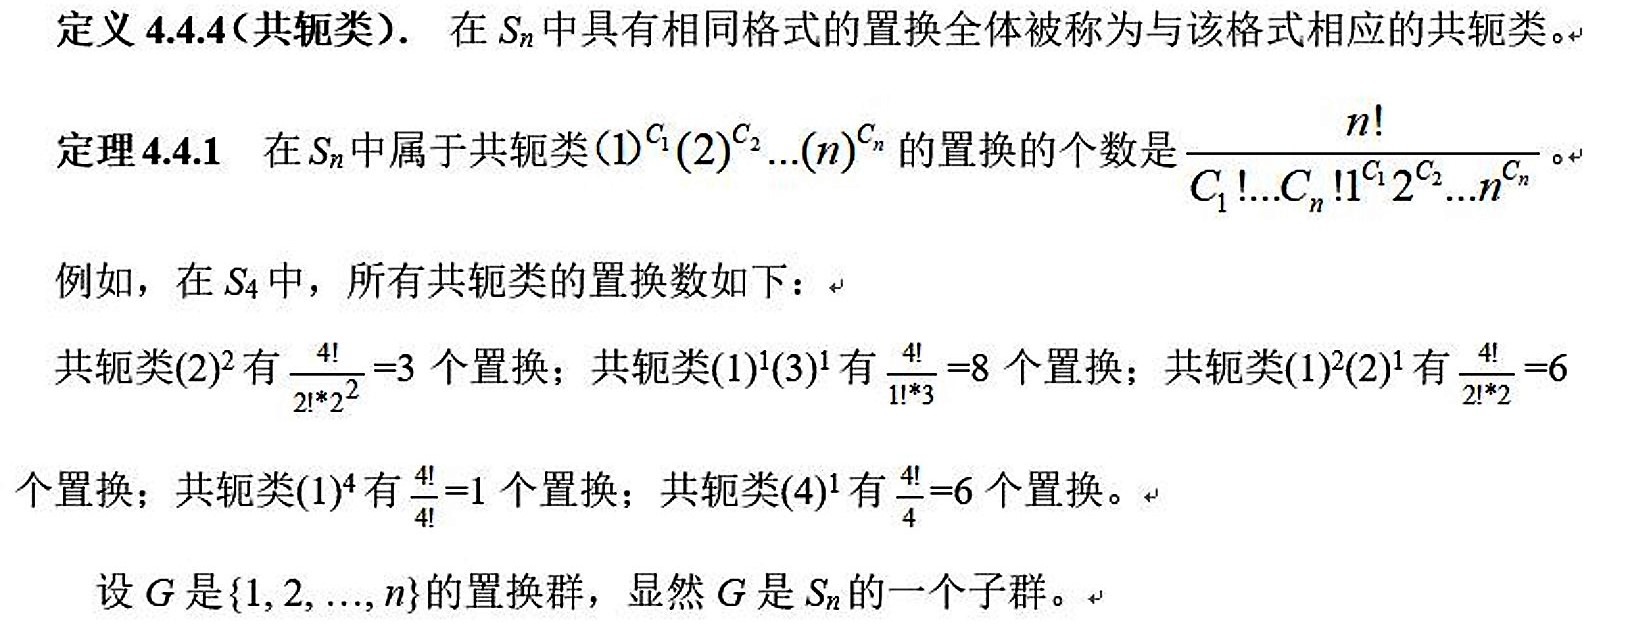 定义 4.4.4(共轭类). 在 Sn 中具有相同格式的置换全体被称为与该格式相应的共轭类。↵
定理 4.4.1 在 Sn 中属于共轭类 (1)^{C_1}(2)^{C_2}...(n)^{C_n} 的置换的个数是 \frac{n!}{C_1!...C_n!1^{C_1}2^{C_2}...n^{C_n}} 。↵
例如，在 S4 中，所有共轭类的置换数如下：↵
共轭类(2)² 有 \frac{4!}{2!*2^2} =3 个置换；共轭类(1)¹(3)¹ 有 \frac{4!}{1!*3} =8 个置换；共轭类(1)²(2)¹ 有 \frac{4!}{2!*2} =6
个置换；共轭类(1)⁴ 有 \frac{4!}{4!} =1 个置换；共轭类(4)¹ 有 \frac{4!}{4} =6 个置换。↵
设 G 是{1, 2, …, n}的置换群，显然 G 是 Sn 的一个子群。↵